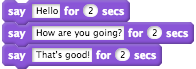 say Hello for 2 secs
say How are you going? for 2 secs
say That's good! for 2 secs